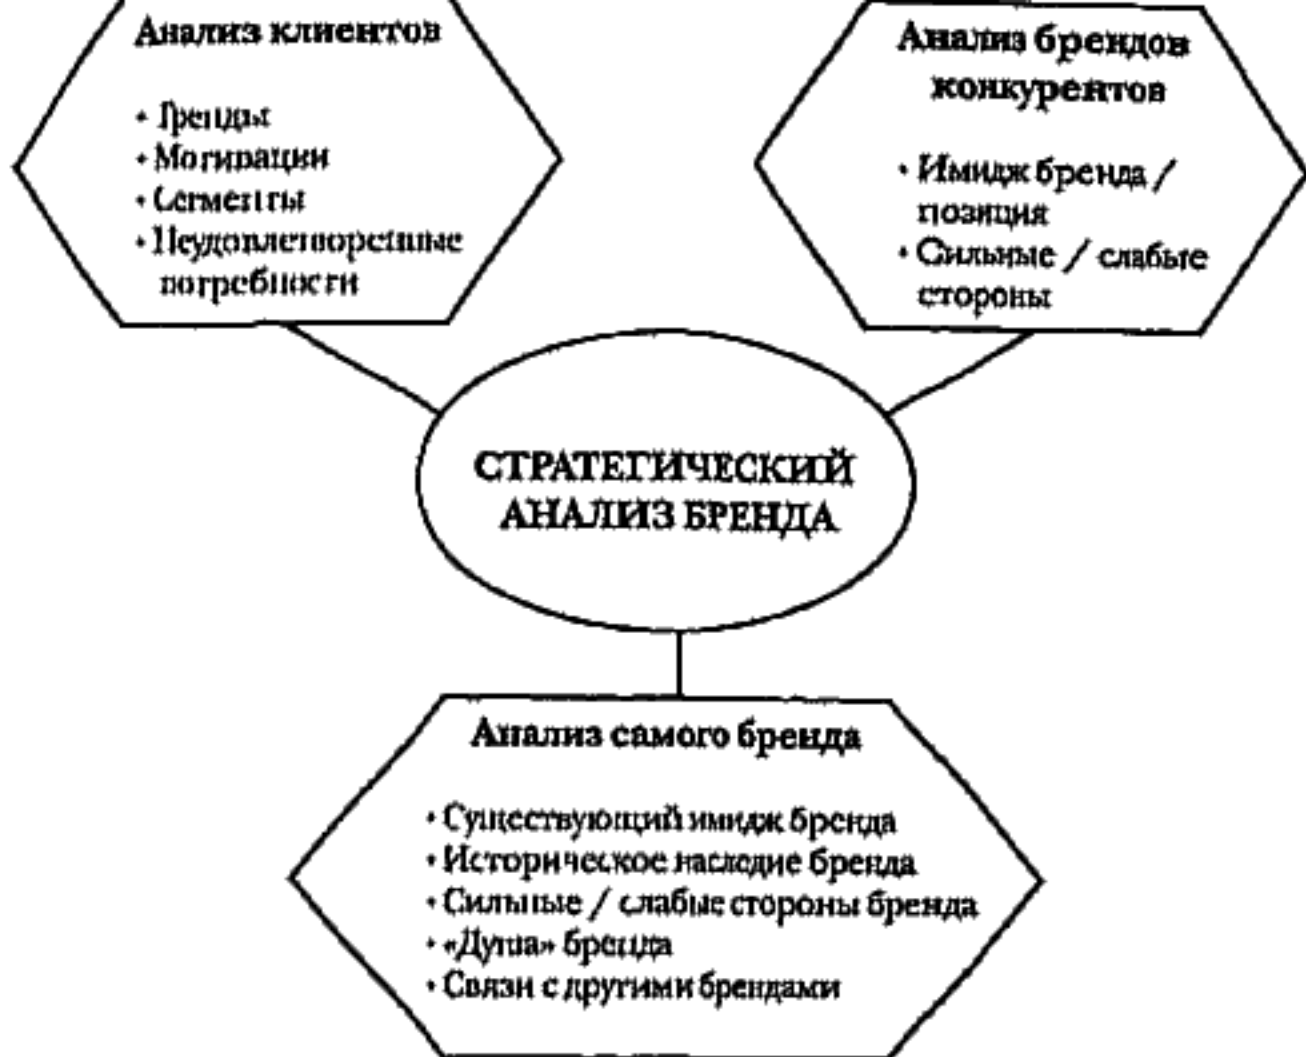 Анализ клиентов
• Тренды
• Мотивации
• Сегменты
• Неудовлетворенные
потребности
Анализ брендов
конкурентов
• Имидж бренда /
позиция
• Сильные / слабые
стороны
СТРАТЕГИЧЕСКИЙ
АНАЛИЗ БРЕНДА
Анализ самого бренда
• Существующий имидж бренда
• Историческое наследие бренда
• Сильные / слабые стороны бренда
• «Душа» бренда
• Связи с другими брендами